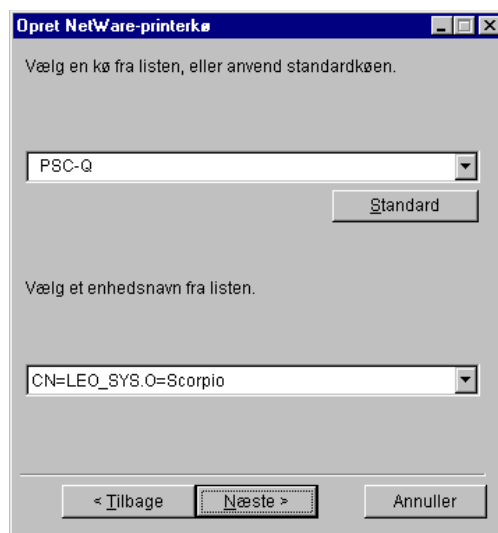 Opret NetWare-printerkø
Vælg en kø fra listen, eller anvend standardkøen.
PSC-Q
Standard
Vælg et enhedsnavn fra listen.
CN=LEO_SYS.O=Scorpio
< Tilbage
Næste >
Annuller